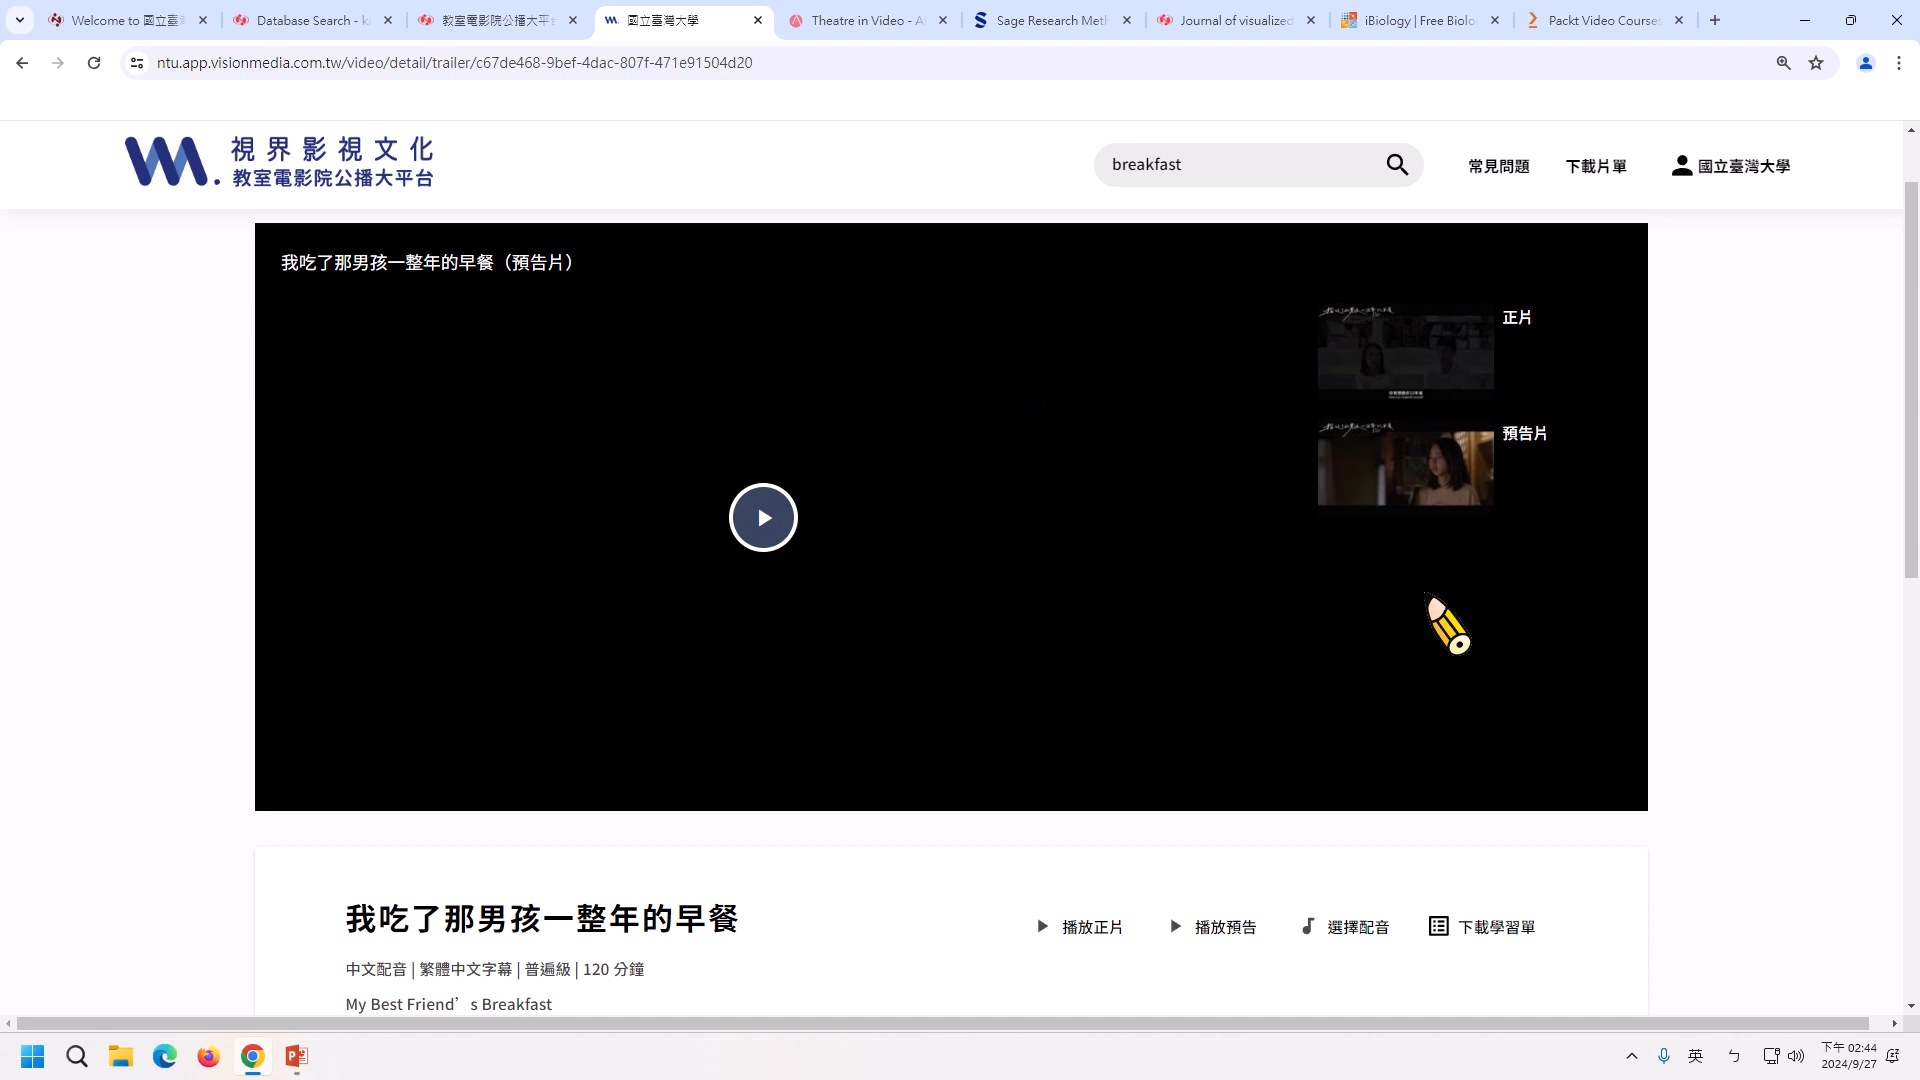 Welcome to 國立臺
Database Search - k
教室電影院公播大平台
國立臺灣大學
Theatre in Video - A
Sage Research Meth
Journal of visualized
iBiology | Free Biolo
Packt Video Courses
ntu.app.visionmedia.com.tw/video/detail/trailer/c67de468-9bef-4dac-807f-471e91504d20
視界影視文化
教室電影院公播大平台
breakfast
常見問題
下載片單
國立臺灣大學
我吃了那男孩一整年的早餐（預告片）
正片
預告片
我吃了那男孩一整年的早餐
播放正片
播放預告
選擇配音
下載學習單
中文配音 | 繁體中文字幕 | 普遍級 | 120 分鐘
My Best Friend’s Breakfast
英
ㄅ
下午 02:44
2024/9/27